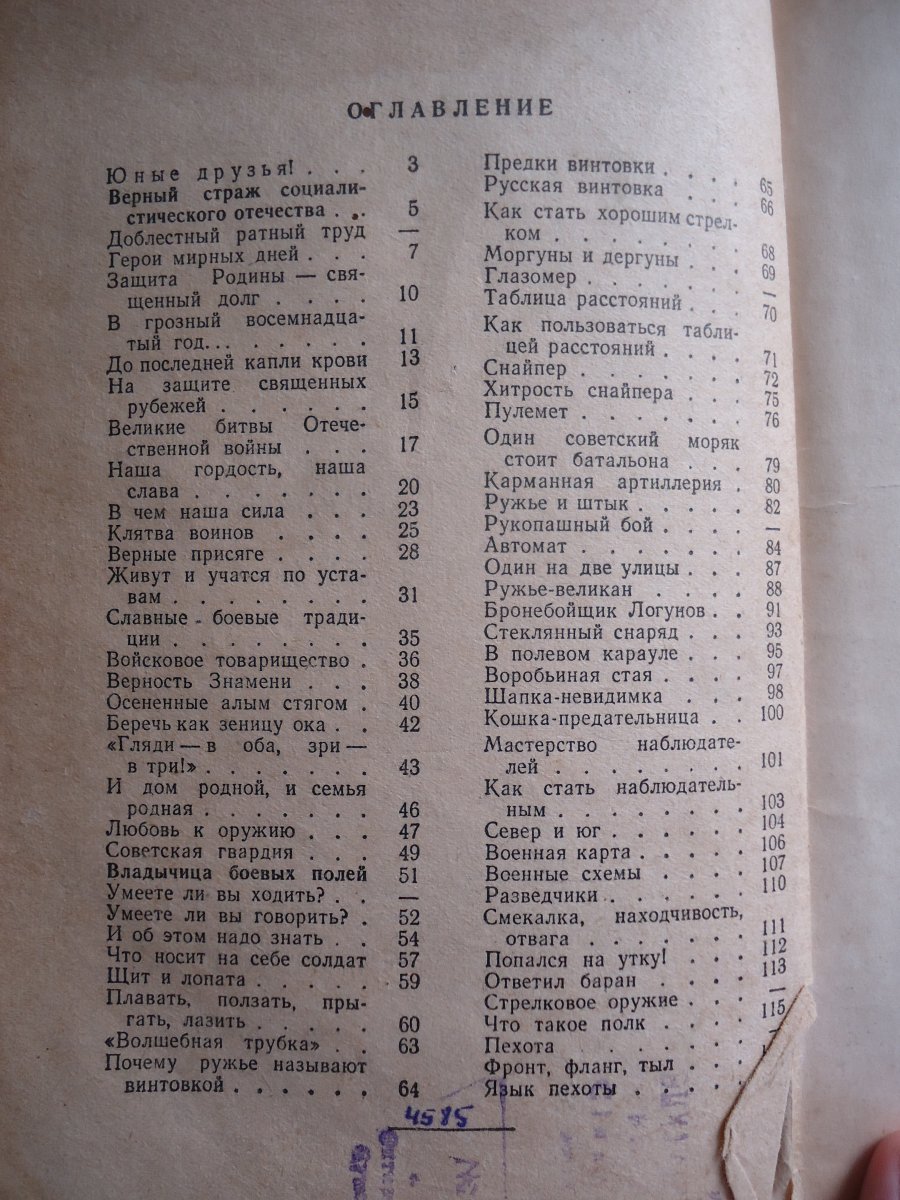 ОГЛАВЛЕНИЕ
Юные друзья! . . . 3
Верный страж социали-
стического отечества . . 5
Доблестный ратный труд —
Герои мирных дней . . . 7
Защита Родины — свя-
щенный долг . . . . 10
В грозный восемнадца-
тый год... . . . . . . 11
До последней капли крови 13
На защите священных
рубежей . . . . . . 15
Великие битвы Отече-
ственной войны . . . 17
Наша гордость, наша
слава . . . . . . . 20
В чем наша сила . . . 23
Клятва воинов . . . . 25
Верные присяге . . . . 28
Живут и учатся по уста-
вам . . . . . . . . 31
Славные боевые тради-
ции . . . . . . . . 35
Войсковое товарищество . 36
Верность Знамени . . . 38
Осененные алым стягом . 40
Беречь как зеницу ока . . 42
«Гляди — в оба, зри —
в три!» . . . . . . . 43
И дом родной, и семья
родная . . . . . . . 46
Любовь к оружию . . . 47
Советская гвардия . . . 49
Владычица боевых полей 51
Умеете ли вы ходить? . . —
Умеете ли вы говорить? . 52
И об этом надо знать . . 54
Что носит на себе солдат 57
Щит и лопата . . . . . 59
Плавать, ползать, пры-
гать, лазить . . . . . 60
«Волшебная трубка» . . 63
Почему ружье называют
винтовкой . . . . . . 64
Предки винтовки . . . . 65
Русская винтовка . . . 66
Как стать хорошим стрел-
ком . . . . . . . . 68
Моргуны и дергуны . . . 69
Глазомер . . . . . . . —
Таблица расстояний . . . 70
Как пользоваться табли-
цей расстояний . . . . 71
Снайпер . . . . . . . 72
Хитрость снайпера . . . 75
Пулемет . . . . . . . 76
Один советский моряк
стоит батальона . . . 79
Карманная артиллерия . 80
Ружье и штык . . . . . 82
Рукопашный бой . . . . —
Автомат . . . . . . . 84
Один на две улицы . . . 87
Ружье-великан . . . . 88
Бронебойщик Логунов . . 91
Стеклянный снаряд . . . 93
В полевом карауле . . . 95
Воробьиная стая . . . . 97
Шапка-невидимка . . . 98
Кошка-предательница . . 100
Мастерство наблюдате-
лей . . . . . . . . 101
Как стать наблюдатель-
ным . . . . . . . . 103
Север и юг . . . . . . 104
Военная карта . . . . . 106
Военные схемы . . . . 107
Разведчики . . . . . . 110
Смекалка, находчивость,
отвага . . . . . . . 111
Попался на утку! . . . 112
Ответил баран . . . . 113
Стрелковое оружие . . . —
Что такое полк . . . . 115
Пехота . . . . . . .
Фронт, фланг, тыл . . .
Язык пехоты . . . . .
4515